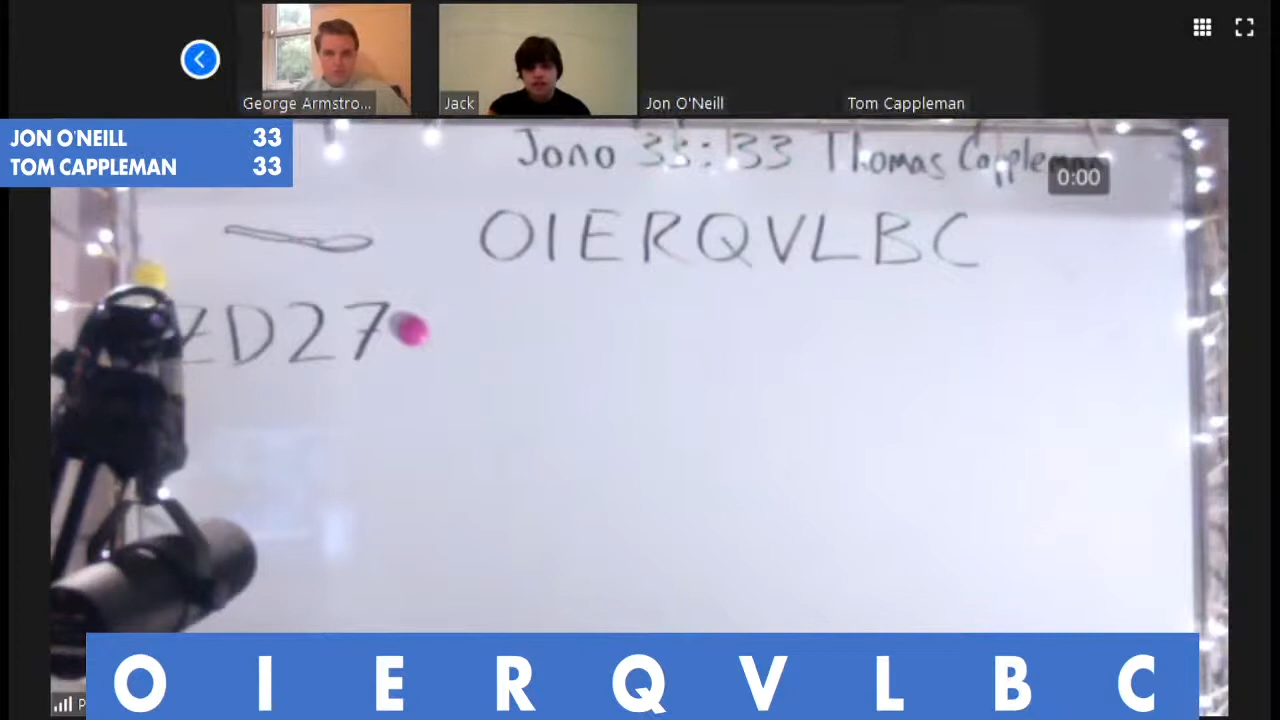 George Armstro...
Jack
Jon O'Neill
Tom Cappleman
JON O'NEILL 33
TOM CAPPLEMAN 33
Jono 33:33 Thomas Cappleman
0:00
OIERQVLBC
ZD27
O I E R Q V L B C